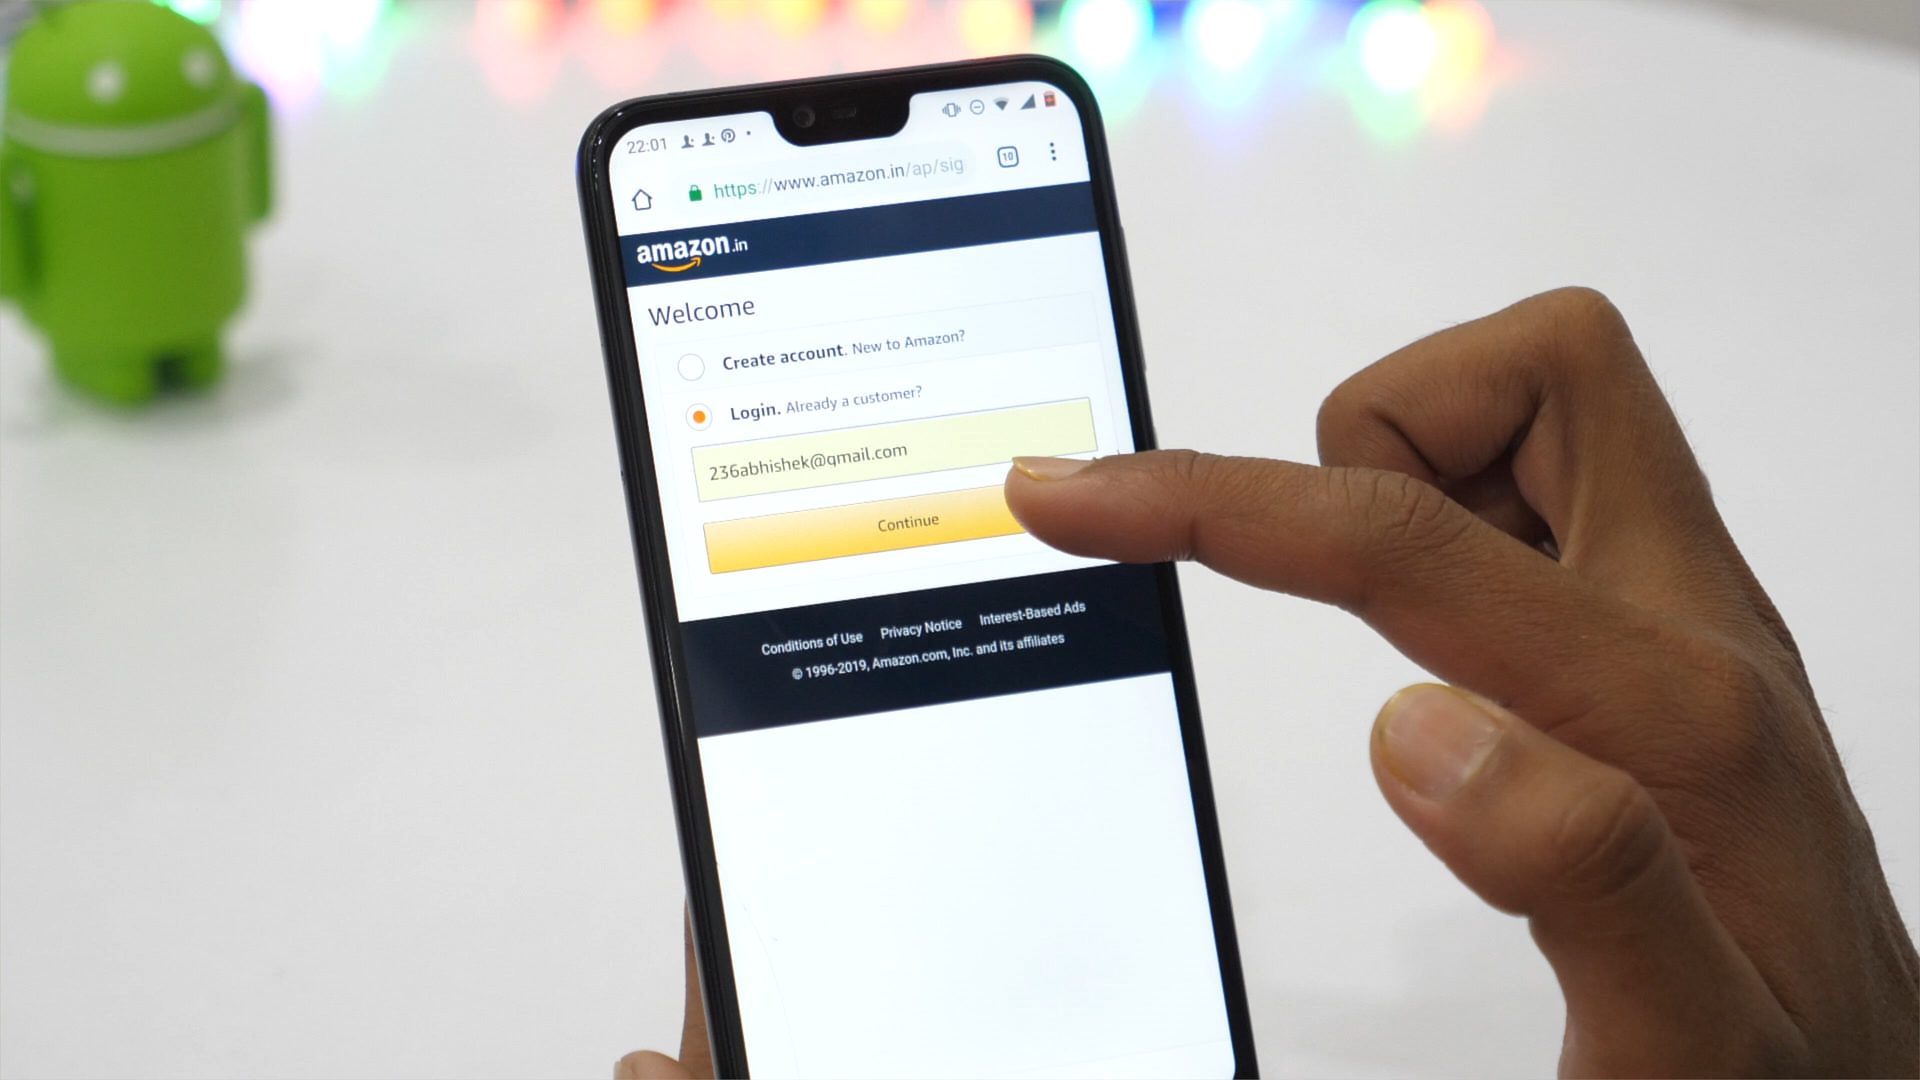 22:01
10
https://www.amazon.in/ap/sig
amazon.in
Welcome
Create account. New to Amazon?
Login. Already a customer?
236abhishek@gmail.com
Continue
Conditions of Use Privacy Notice Interest-Based Ads
© 1996-2019, Amazon.com, Inc. and its affiliates